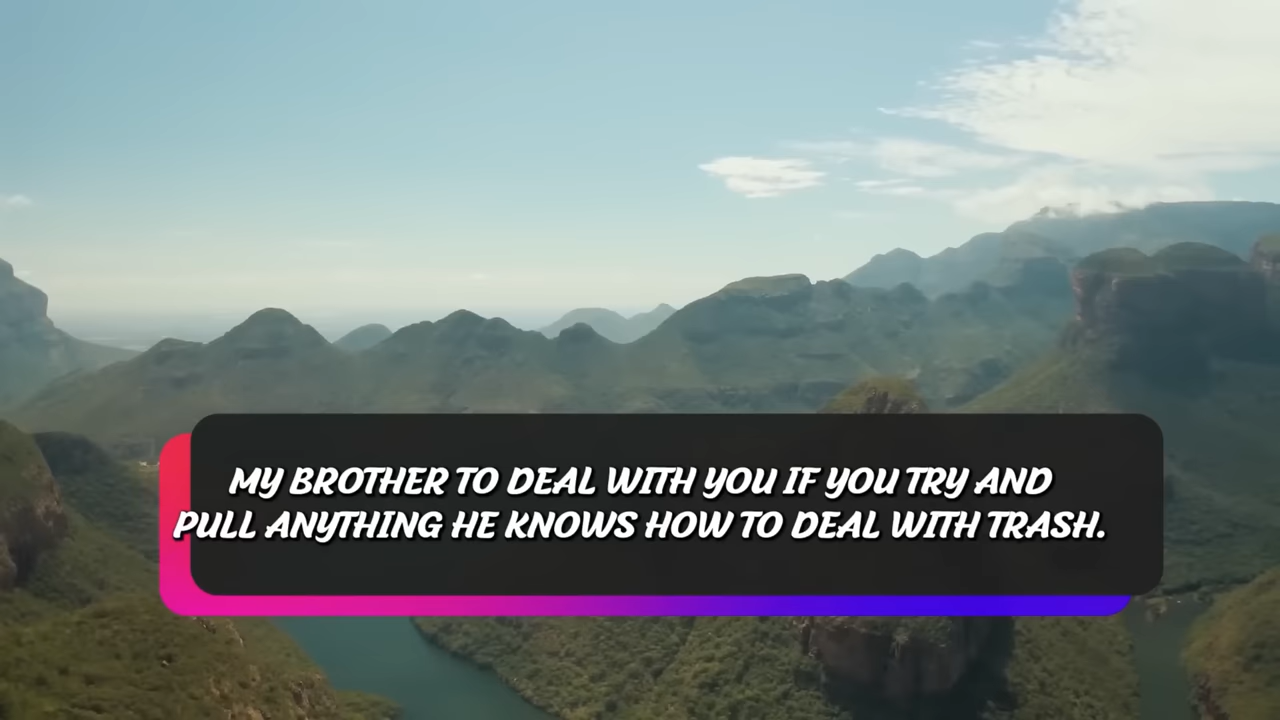 MY BROTHER TO DEAL WITH YOU IF YOU TRY AND
PULL ANYTHING HE KNOWS HOW TO DEAL WITH TRASH.